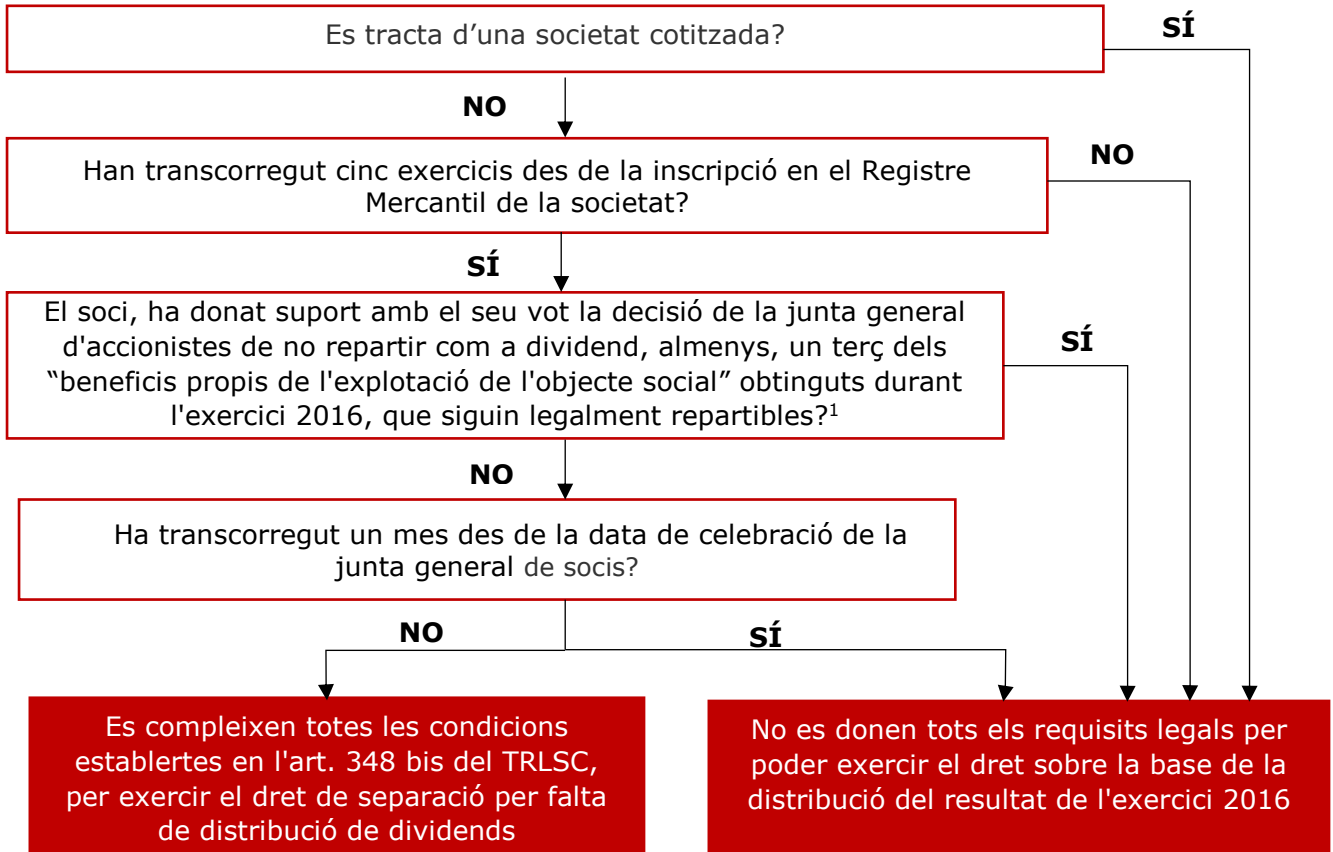 Es tracta d’una societat cotitzada?
SÍ
NO
Han transcorregut cinc exercicis des de la inscripció en el Registre
Mercantil de la societat?
NO
SÍ
El soci, ha donat suport amb el seu vot la decisió de la junta general
d'accionistes de no repartir com a dividend, almenys, un terç dels
“beneficis propis de l'explotació de l'objecte social” obtinguts durant
l'exercici 2016, que siguin legalment repartibles?¹
SÍ
NO
Ha transcorregut un mes des de la data de celebració de la
junta general de socis?
NO
SÍ
Es compleixen totes les condicions
establertes en l'art. 348 bis del TRLSC,
per exercir el dret de separació per falta
de distribució de dividends
No es donen tots els requisits legals per
poder exercir el dret sobre la base de la
distribució del resultat de l'exercici 2016